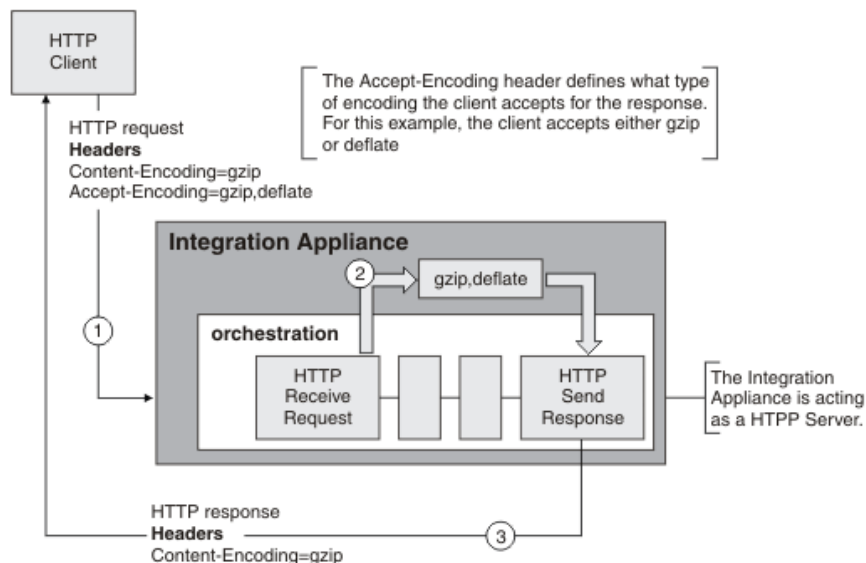 HTTP
Client
The Accept-Encoding header defines what type
of encoding the client accepts for the response.
For this example, the client accepts either gzip
or deflate
HTTP request
Headers
Content-Encoding=gzip
Accept-Encoding=gzip,deflate
Integration Appliance
2
gzip,deflate
1
orchestration
HTTP
Receive
Request
HTTP
Send
Response
The Integration
Appliance is acting
as a HTPP Server.
HTTP response
Headers
3
Content-Encoding=gzip